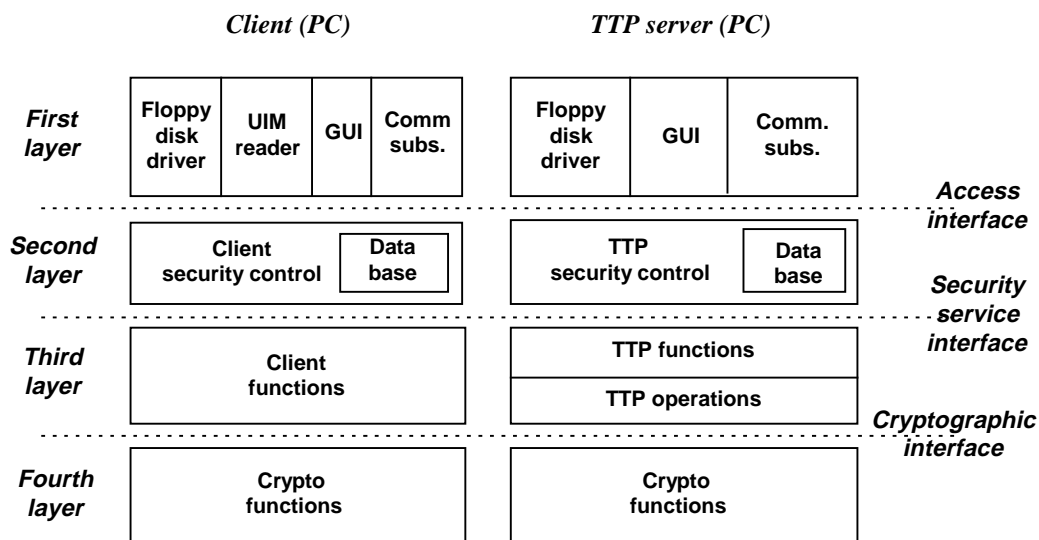 Client (PC)
TTP server (PC)
First
layer
Floppy
disk
driver
UIM
reader
GUI
Comm
subs.
Floppy
disk
driver
GUI
Comm.
subs.
Access
interface
Second
layer
Client
security control
Data
base
TTP
security control
Data
base
Security
service
interface
Third
layer
Client
functions
TTP functions
TTP operations
Cryptographic
interface
Fourth
layer
Crypto
functions
Crypto
functions